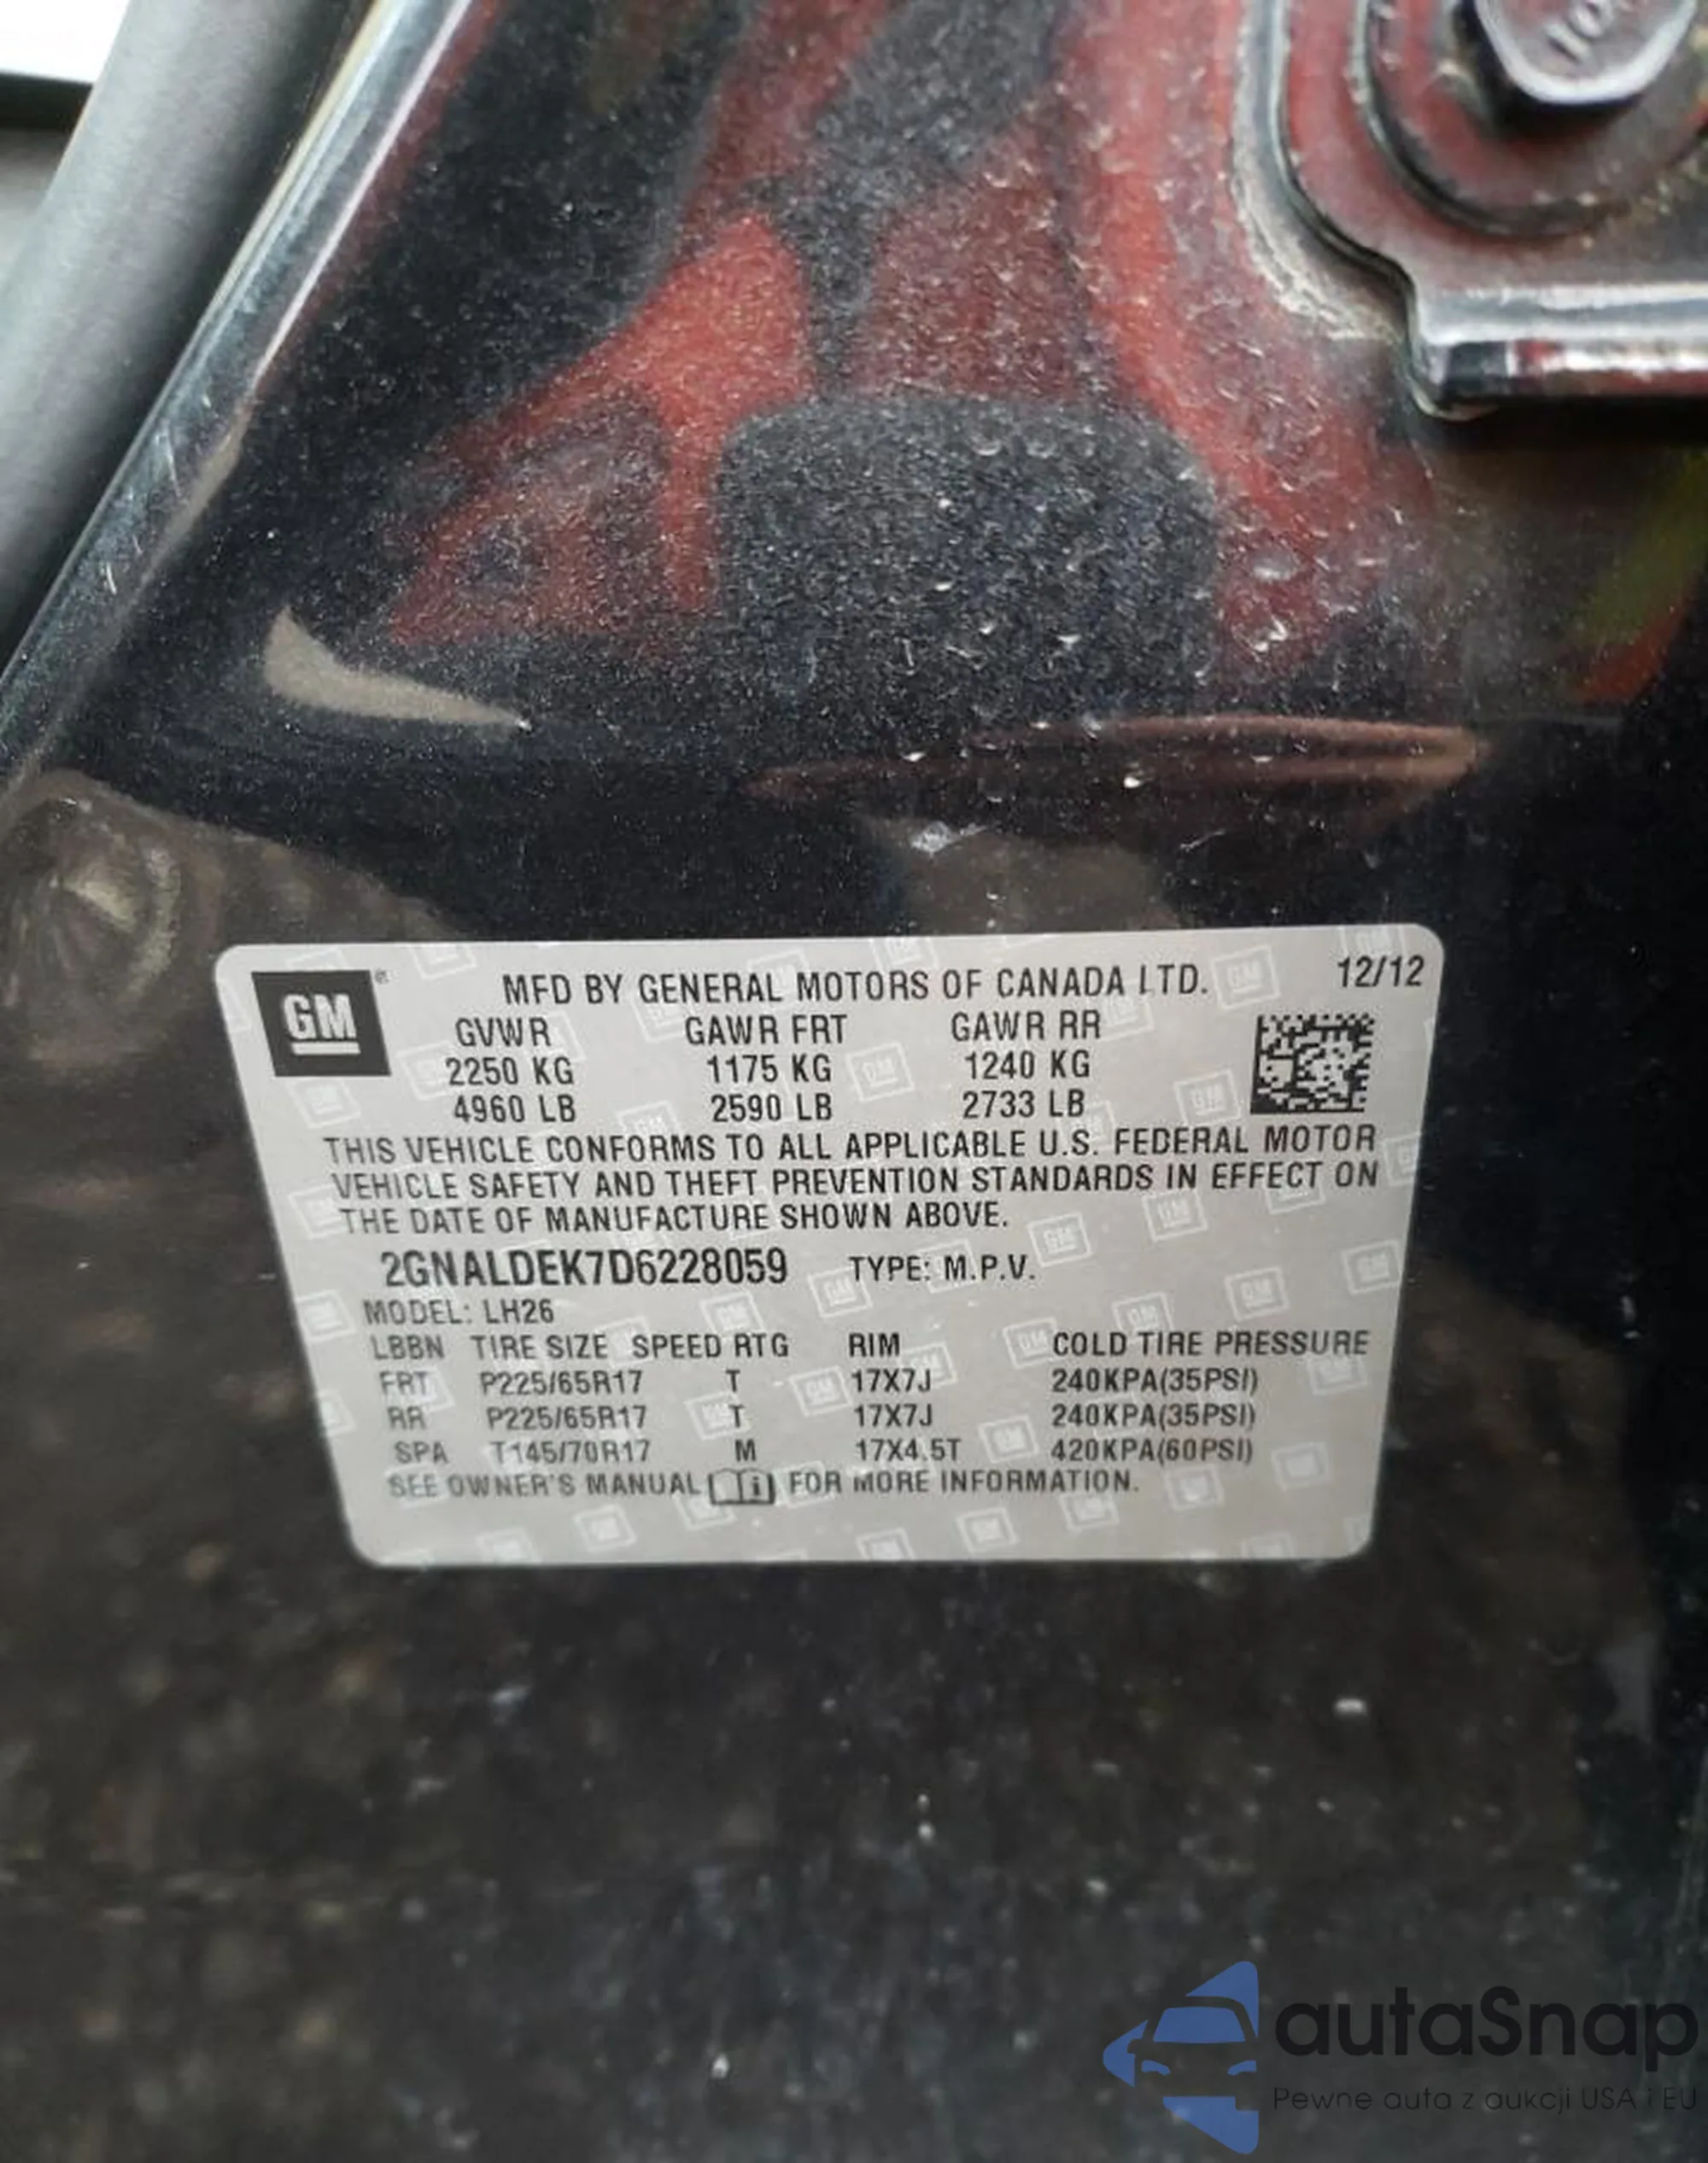 GM
MFD BY GENERAL MOTORS OF CANADA LTD. 12/12
GVWR GAWR FRT GAWR RR
2250 KG 1175 KG 1240 KG
4960 LB 2590 LB 2733 LB
THIS VEHICLE CONFORMS TO ALL APPLICABLE U.S. FEDERAL MOTOR
VEHICLE SAFETY AND THEFT PREVENTION STANDARDS IN EFFECT ON
THE DATE OF MANUFACTURE SHOWN ABOVE.
2GNALDEK7D6228059 TYPE: M.P.V.
MODEL: LH26
LBBN TIRE SIZE SPEED RTG RIM COLD TIRE PRESSURE
FRT P225/65R17 T 17X7J 240KPA(35PSI)
RR P225/65R17 T 17X7J 240KPA(35PSI)
SPA T145/70R17 M 17X4.5T 420KPA(60PSI)
SEE OWNER'S MANUAL i FOR MORE INFORMATION.
autaSnap
Pewne auta z aukcji USA i EU